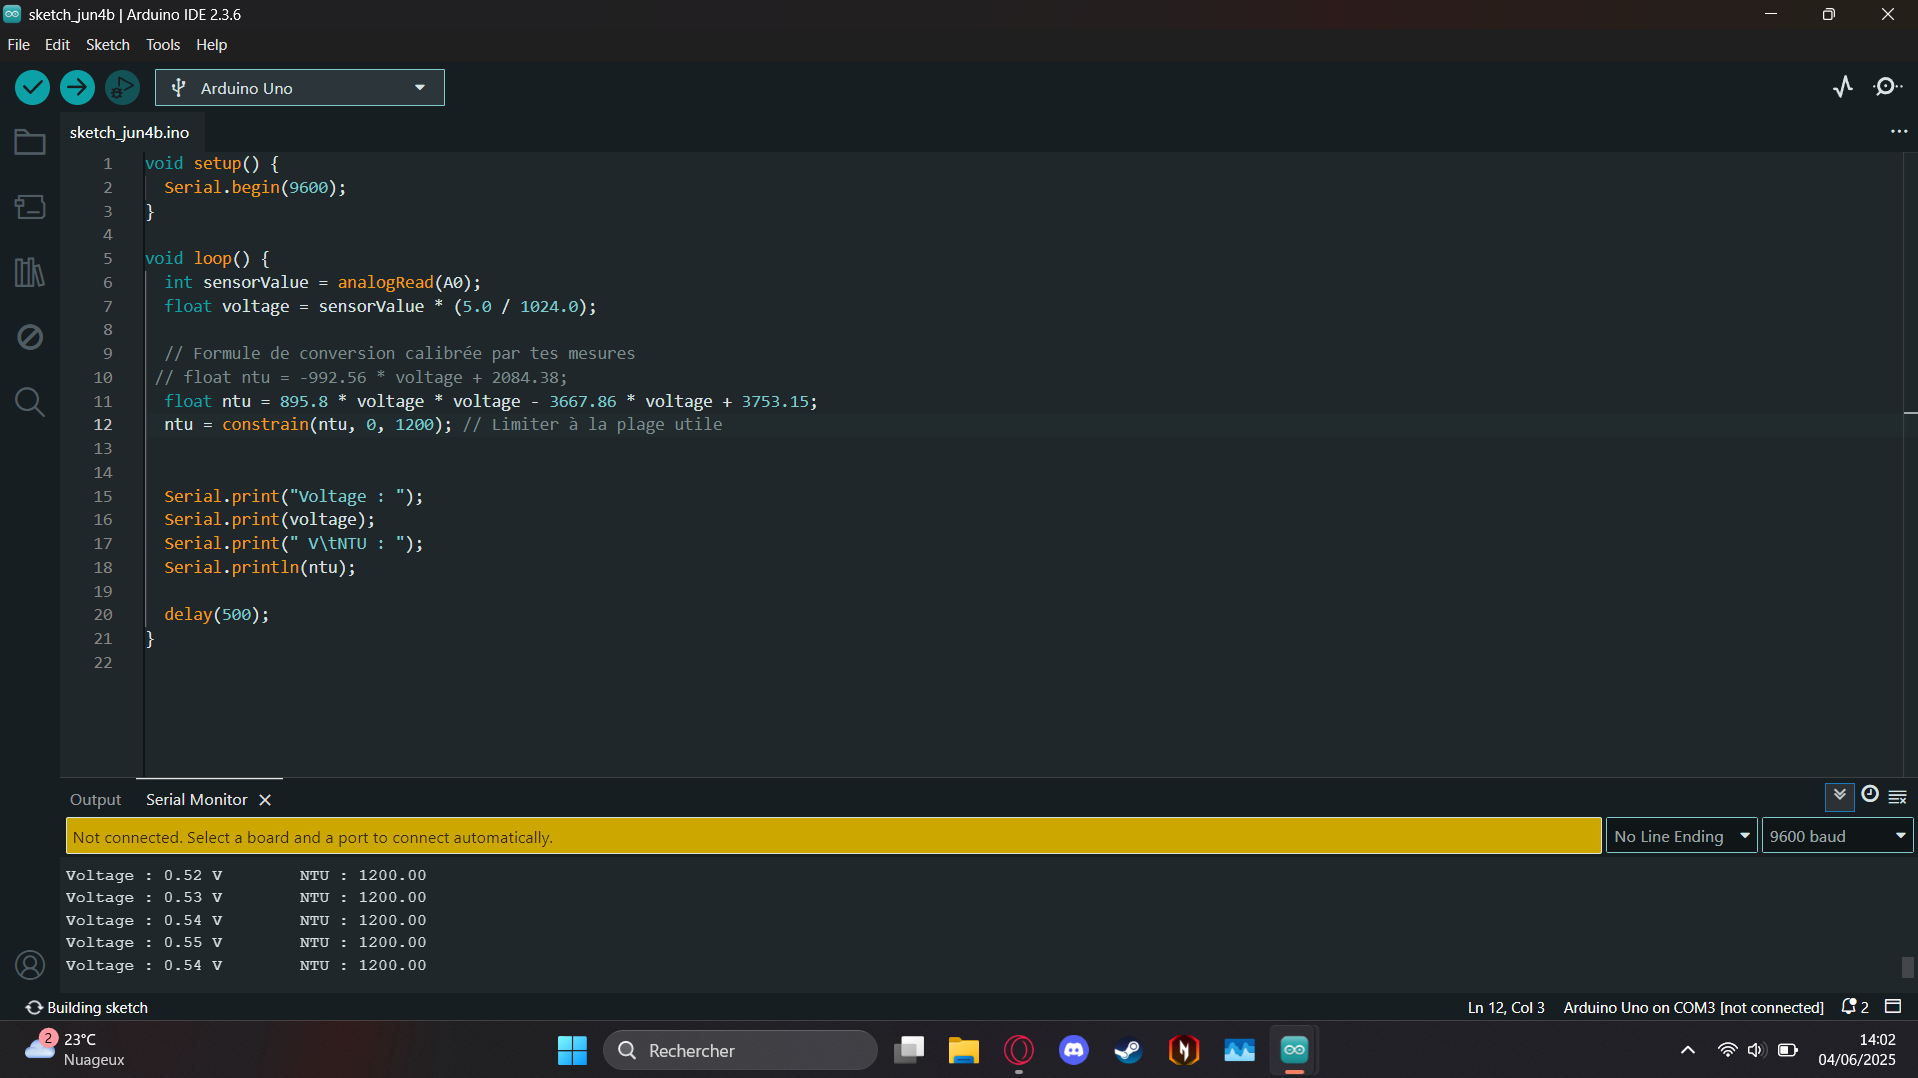 sketch_jun4b | Arduino IDE 2.3.6
File Edit Sketch Tools Help
Arduino Uno
sketch_jun4b.ino
1 void setup() {
2 Serial.begin(9600);
3 }
4
5 void loop() {
6 int sensorValue = analogRead(A0);
7 float voltage = sensorValue * (5.0 / 1024.0);
8
9 // Formule de conversion calibrée par tes mesures
10 // float ntu = -992.56 * voltage + 2084.38;
11 float ntu = 895.8 * voltage * voltage - 3667.86 * voltage + 3753.15;
12 ntu = constrain(ntu, 0, 1200); // Limiter à la plage utile
13
14
15 Serial.print("Voltage : ");
16 Serial.print(voltage);
17 Serial.print(" V\tNTU : ");
18 Serial.println(ntu);
19
20 delay(500);
21 }
22
Output Serial Monitor
Not connected. Select a board and a port to connect automatically. No Line Ending 9600 baud
Voltage : 0.52 V NTU : 1200.00
Voltage : 0.53 V NTU : 1200.00
Voltage : 0.54 V NTU : 1200.00
Voltage : 0.55 V NTU : 1200.00
Voltage : 0.54 V NTU : 1200.00
Building sketch Ln 12, Col 3 Arduino Uno on COM3 [not connected] 2
2 23°C
Nuageux
Rechercher
14:02
04/06/2025